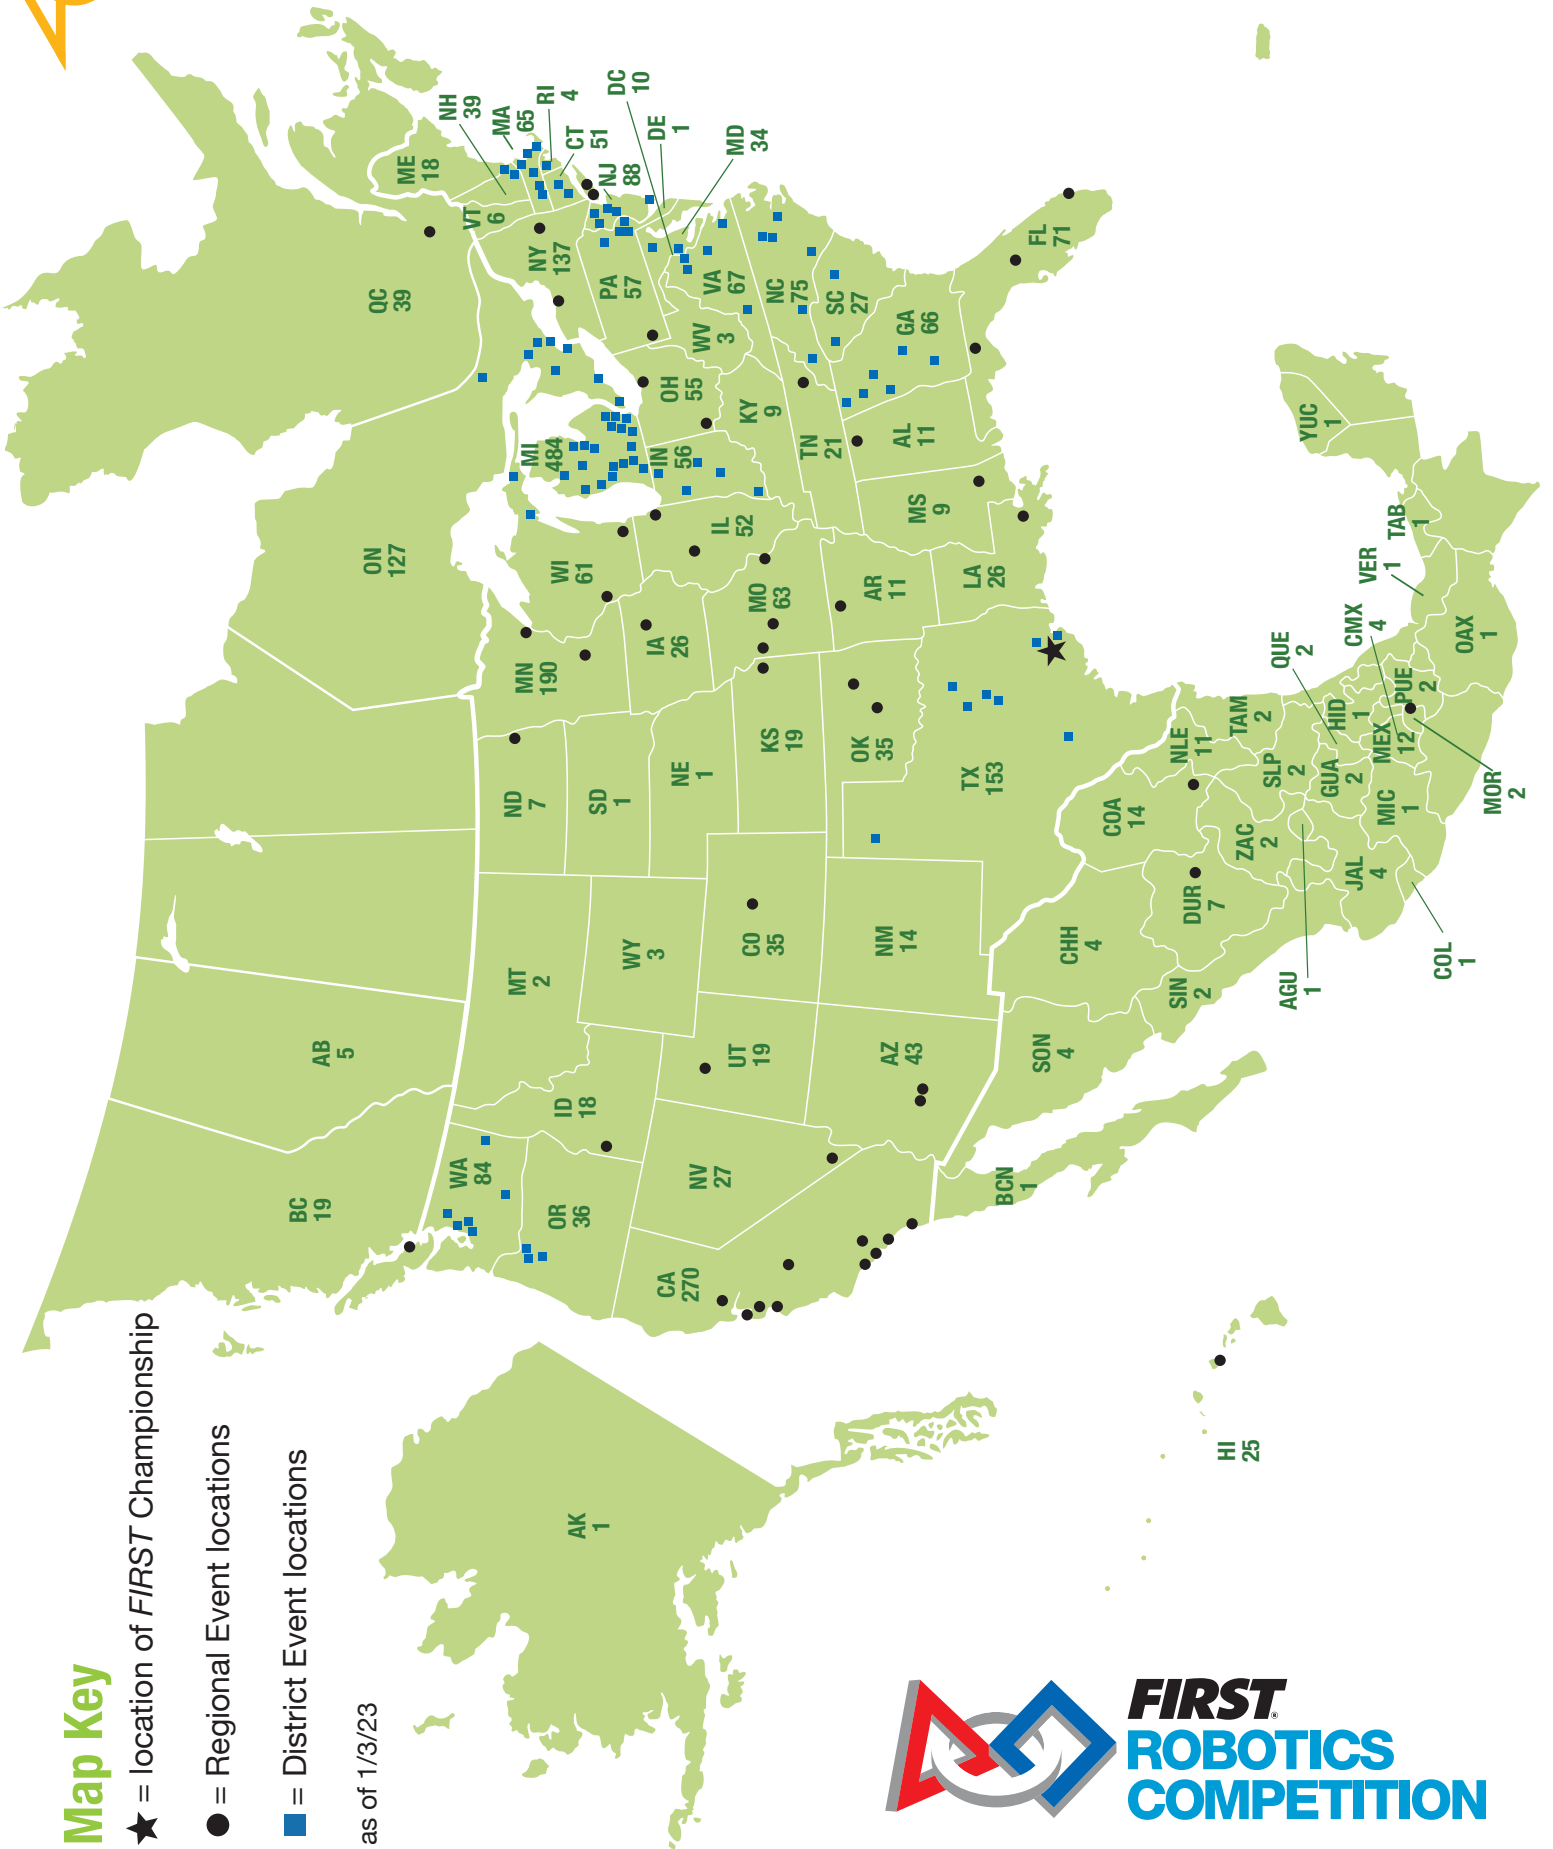 Map Key
★ = location of FIRST Championship
● = Regional Event locations
■ = District Event locations
as of 1/3/23
AK
1
HI
25
BC
19
AB
5
ON
127
QC
39
WA
84
OR
36
CA
270
ID
18
NV
27
MT
2
WY
3
UT
19
AZ
43
CO
35
NM
14
ND
7
SD
1
NE
1
KS
19
OK
35
TX
153
MN
190
IA
26
MO
63
AR
11
LA
26
WI
61
IL
52
MS
9
MI
484
IN
56
OH
55
KY
9
TN
21
AL
11
WV
3
GA
66
FL
71
SC
27
NC
75
VA
67
PA
57
NY
137
VT
6
ME
18
NH
39
MA
65
RI
4
CT
51
NJ
88
DC
10
DE
1
MD
34
BCN
1
SON
4
CHH
4
SIN
2
DUR
7
COA
14
NLE
11
TAM
2
ZAC
2
SLP
2
AGU
1
JAL
4
COL
1
GUA
2
MIC
1
QUE
2
HID
1
MEX
12
CMX
4
MOR
2
PUE
2
VER
1
OAX
1
TAB
1
YUC
1
FIRST®
ROBOTICS
COMPETITION